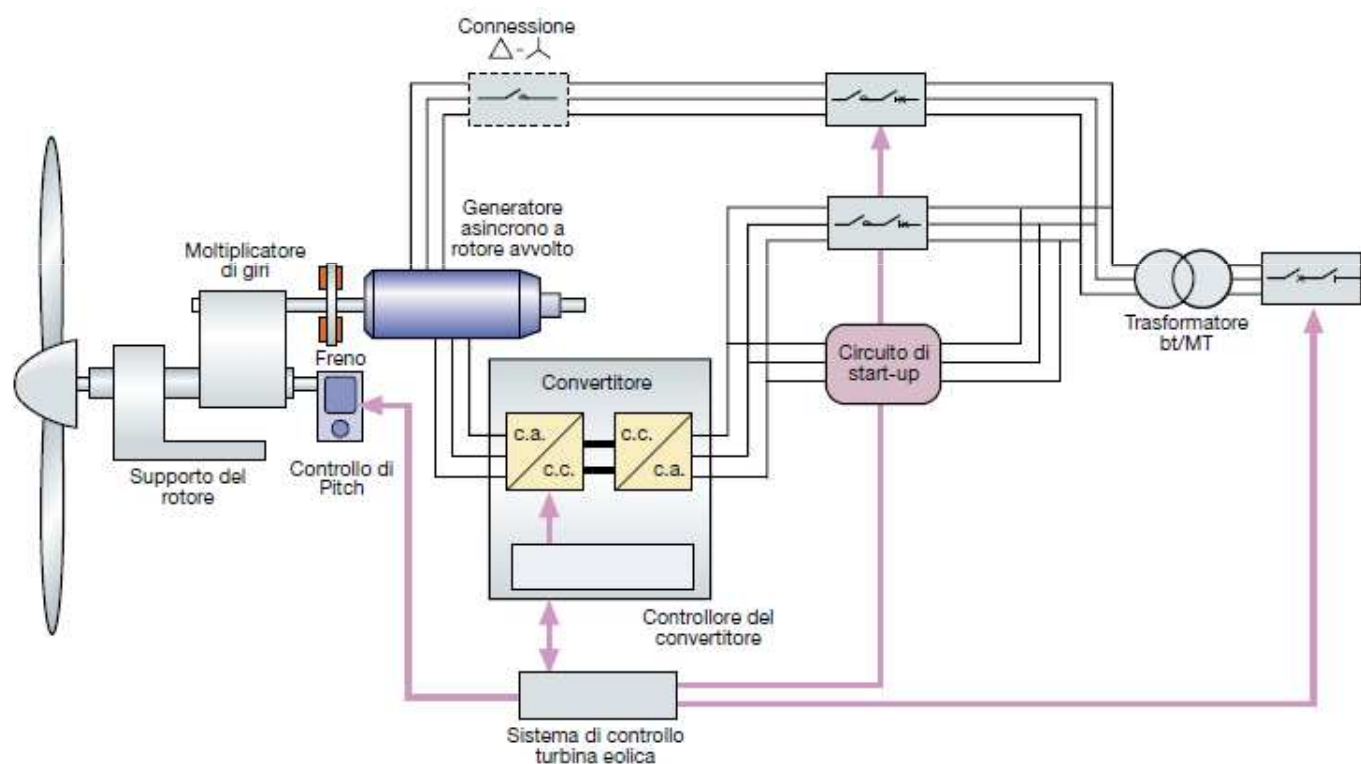 Connessione
△ - ⅄
Generatore
asincrono a
rotore avvolto
Moltiplicatore
di giri
Freno
Trasformatore
bt/MT
Circuito di
start-up
Convertitore
c.a.
c.c.
c.c.
c.a.
Supporto del
rotore
Controllo di
Pitch
Controllore del
convertitore
Sistema di controllo
turbina eolica